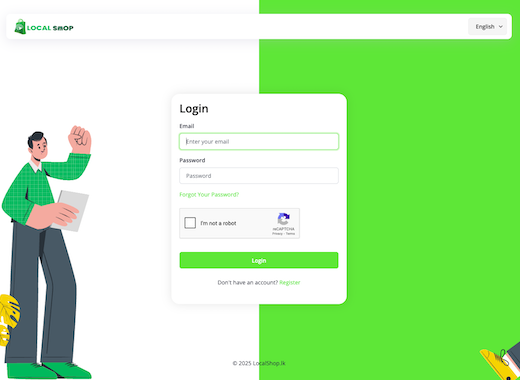 LOCAL SHOP
English
Login
Email
Enter your email
Password
Password
Forgot Your Password?
I'm not a robot
reCAPTCHA
Privacy - Terms
Login
Don't have an account? Register
© 2025 LocalShop.lk